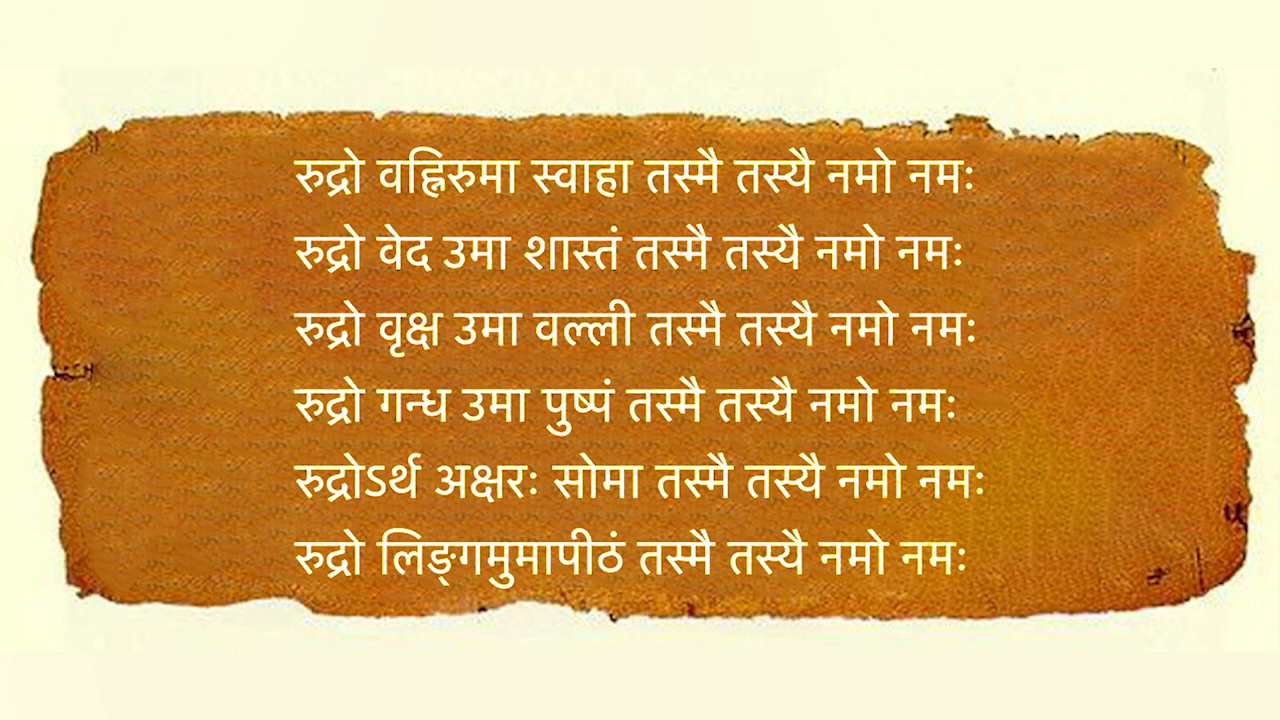 रुद्रो वह्निरुमा स्वाहा तस्मै तस्यै नमो नमः
रुद्रो वेद उमा शास्तं तस्मै तस्यै नमो नमः
रुद्रो वृक्ष उमा वल्ली तस्मै तस्यै नमो नमः
रुद्रो गन्ध उमा पुष्पं तस्मै तस्यै नमो नमः
रुद्रोऽर्थ अक्षरः सोमा तस्मै तस्यै नमो नमः
रुद्रो लिङ्गमुमापीठं तस्मै तस्यै नमो नमः